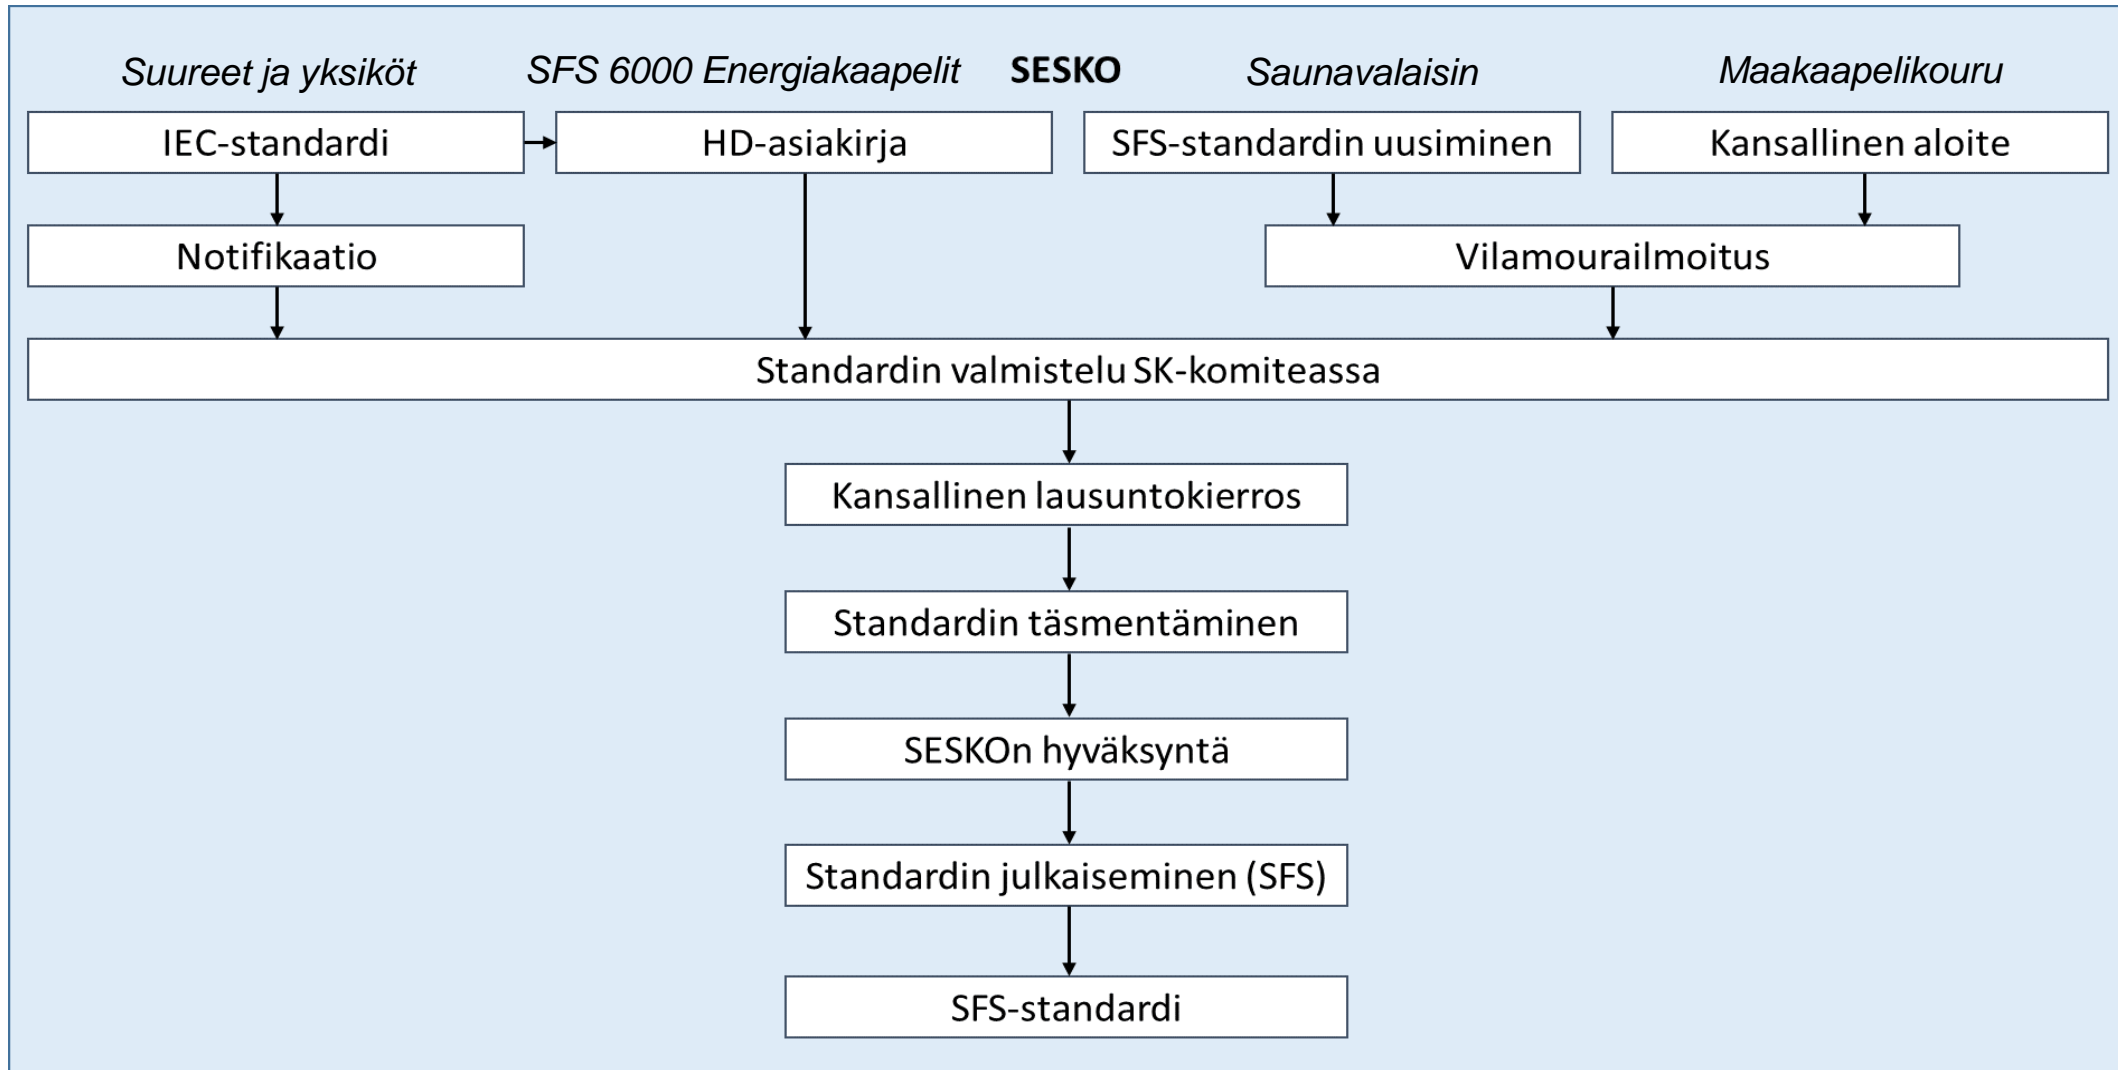 Suureet ja yksiköt
SFS 6000 Energiakaapelit
SESKO
Saunavalaisin
Maakaapelikouru
IEC-standardi
HD-asiakirja
SFS-standardin uusiminen
Kansallinen aloite
Notifikaatio
Vilamourailmoitus
Standardin valmistelu SK-komiteassa
Kansallinen lausuntokierros
Standardin täsmentäminen
SESKOn hyväksyntä
Standardin julkaiseminen (SFS)
SFS-standardi